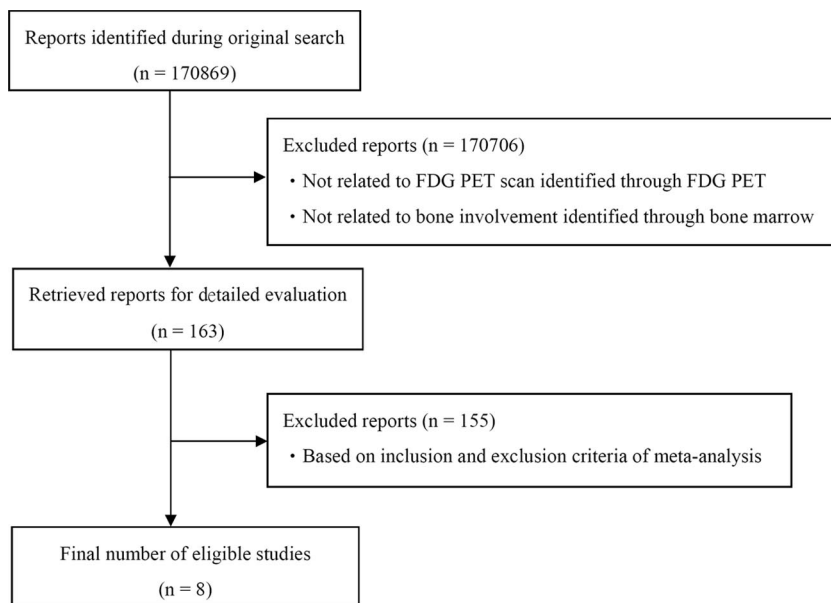 Reports identified during original search
(n = 170869)
Excluded reports (n = 170706)
・Not related to FDG PET scan identified through FDG PET
・Not related to bone involvement identified through bone marrow
Retrieved reports for detailed evaluation
(n = 163)
Excluded reports (n = 155)
・Based on inclusion and exclusion criteria of meta-analysis
Final number of eligible studies
(n = 8)